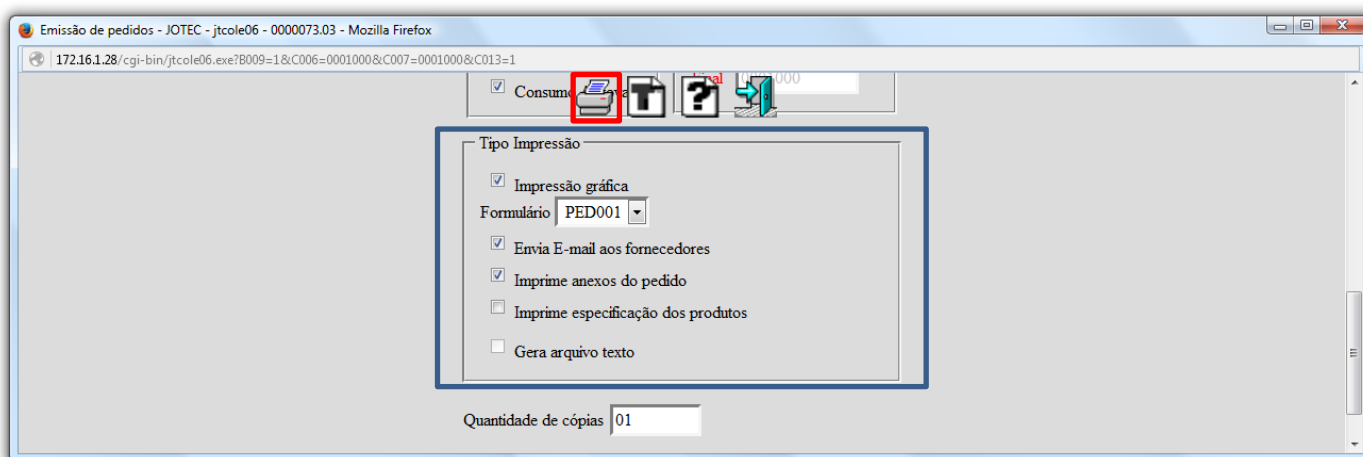 Emissão de pedidos - JOTEC - jtcole06 - 0000073.03 - Mozilla Firefox
172.16.1.28/cgi-bin/jtcole06.exe?B009=1&C006=0001000&C007=0001000&C013=1
Tipo Impressão
Impressão gráfica
Formulário PED001
Envia E-mail aos fornecedores
Imprime anexos do pedido
Imprime especificação dos produtos
Gera arquivo texto
Quantidade de cópias 01